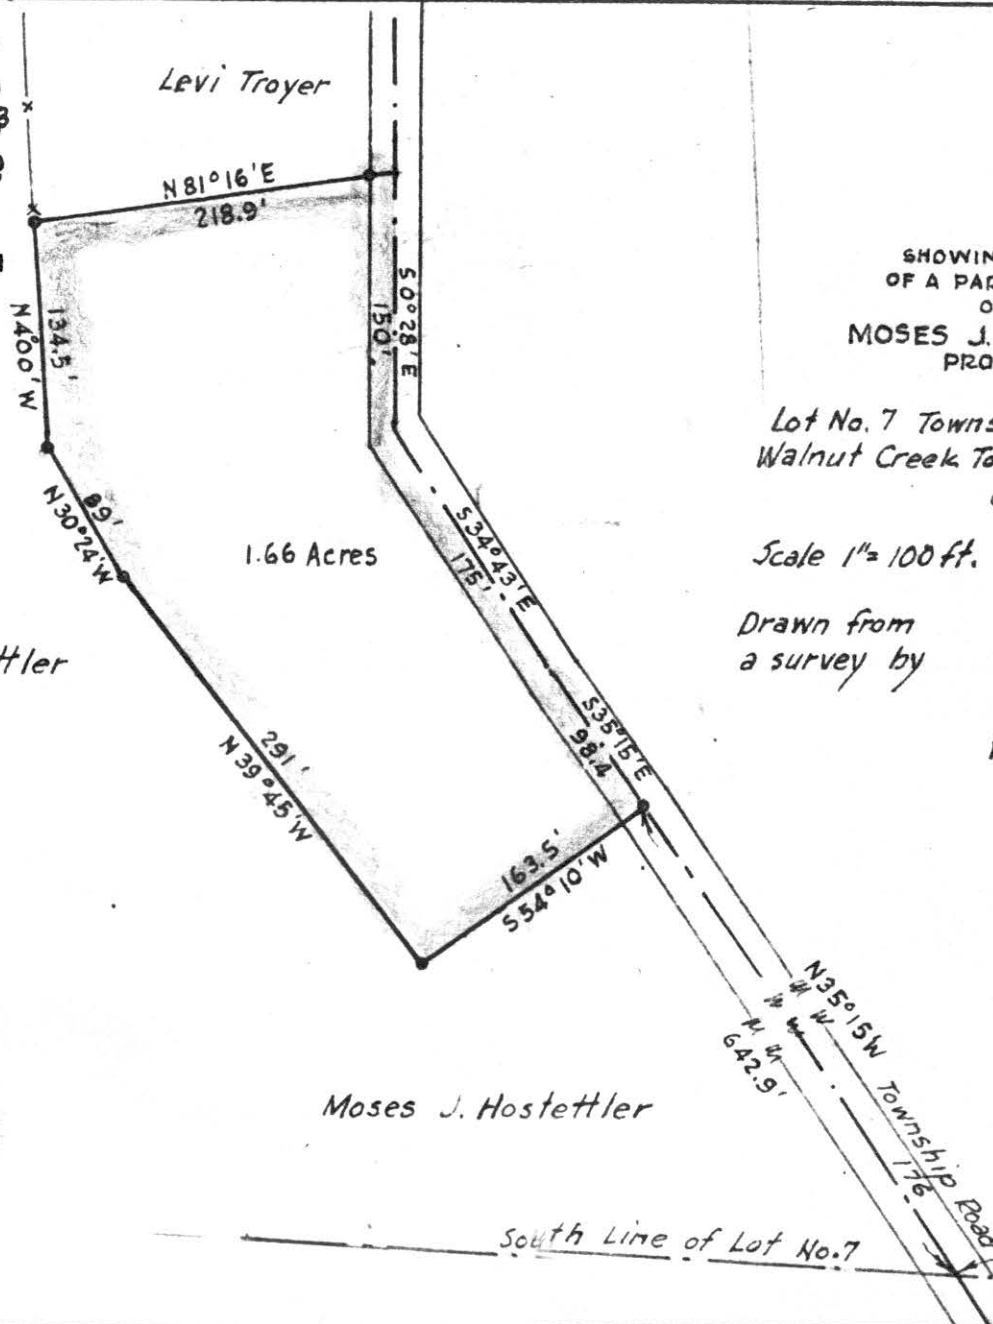 Levi Troyer
N 81° 16' E
218.9'
S 0° 28' E
150'
134.5'
N 4°00' W
89'
N 30° 24' W
1.66 Acres
S 34° 43' E
175'
S 35° 15' E
98.4
291'
N 39° 45' W
163.5'
S 54° 10' W
SHOWIN
OF A PAR
O
MOSES J.
PRO
Lot No. 7 Towns
Walnut Creek To
Scale 1" = 100 ft.
Drawn from
a survey by
ttler
N 35° 15' W
642.9'
Township Road
176
Moses J. Hostettler
South Line of Lot No. 7